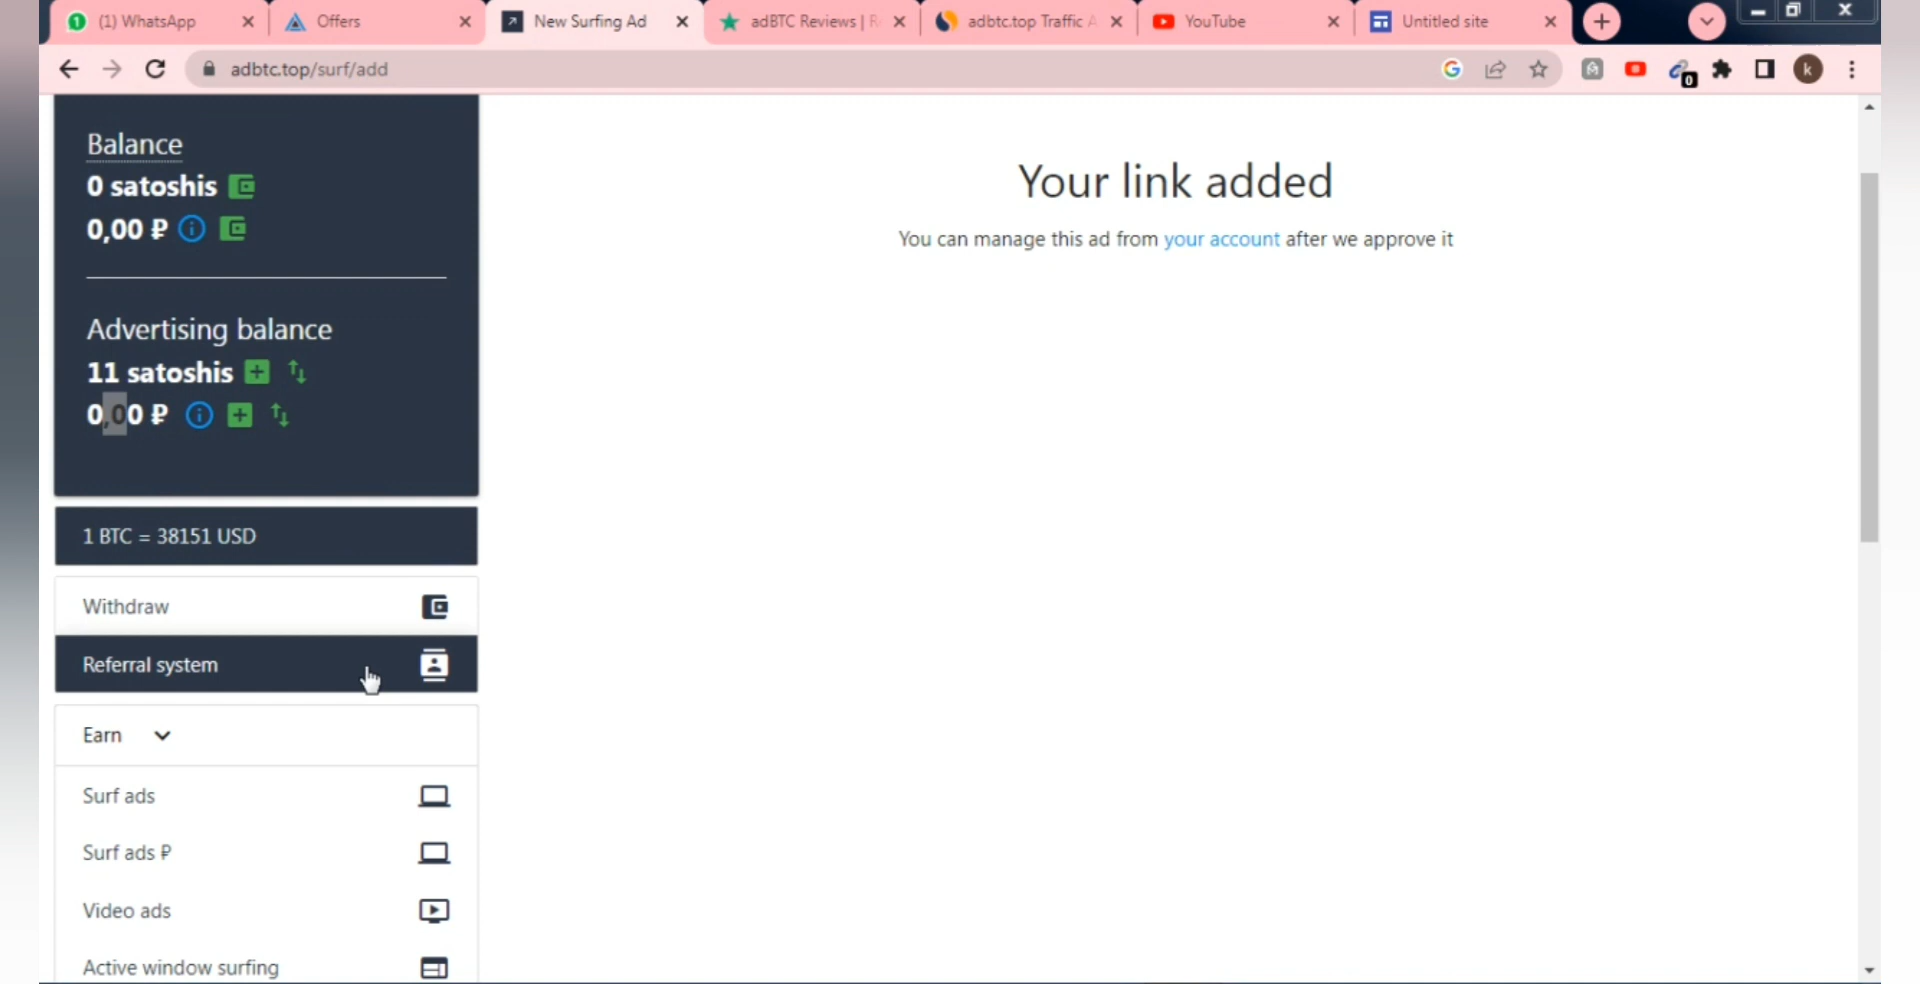 (1) WhatsApp
Offers
New Surfing Ad
adBTC Reviews | R
adbtc.top Traffic A
YouTube
Untitled site
adbtc.top/surf/add
0
k
Balance
0 satoshis
0,00 ₽
Advertising balance
11 satoshis
0,00 ₽
1 BTC = 38151 USD
Withdraw
Referral system
Earn
Surf ads
Surf ads ₽
Video ads
Active window surfing
Your link added
You can manage this ad from your account after we approve it